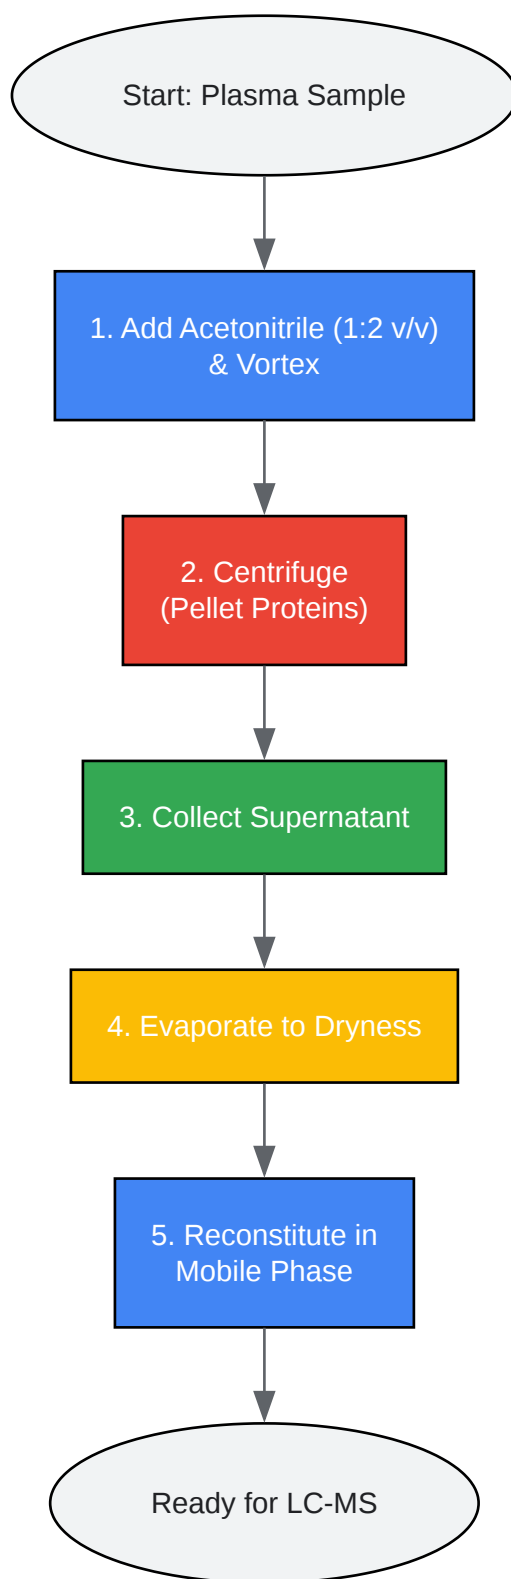 Start: Plasma Sample
1. Add Acetonitrile (1:2 v/v)
& Vortex
2. Centrifuge
(Pellet Proteins)
3. Collect Supernatant
4. Evaporate to Dryness
5. Reconstitute in
Mobile Phase
Ready for LC-MS